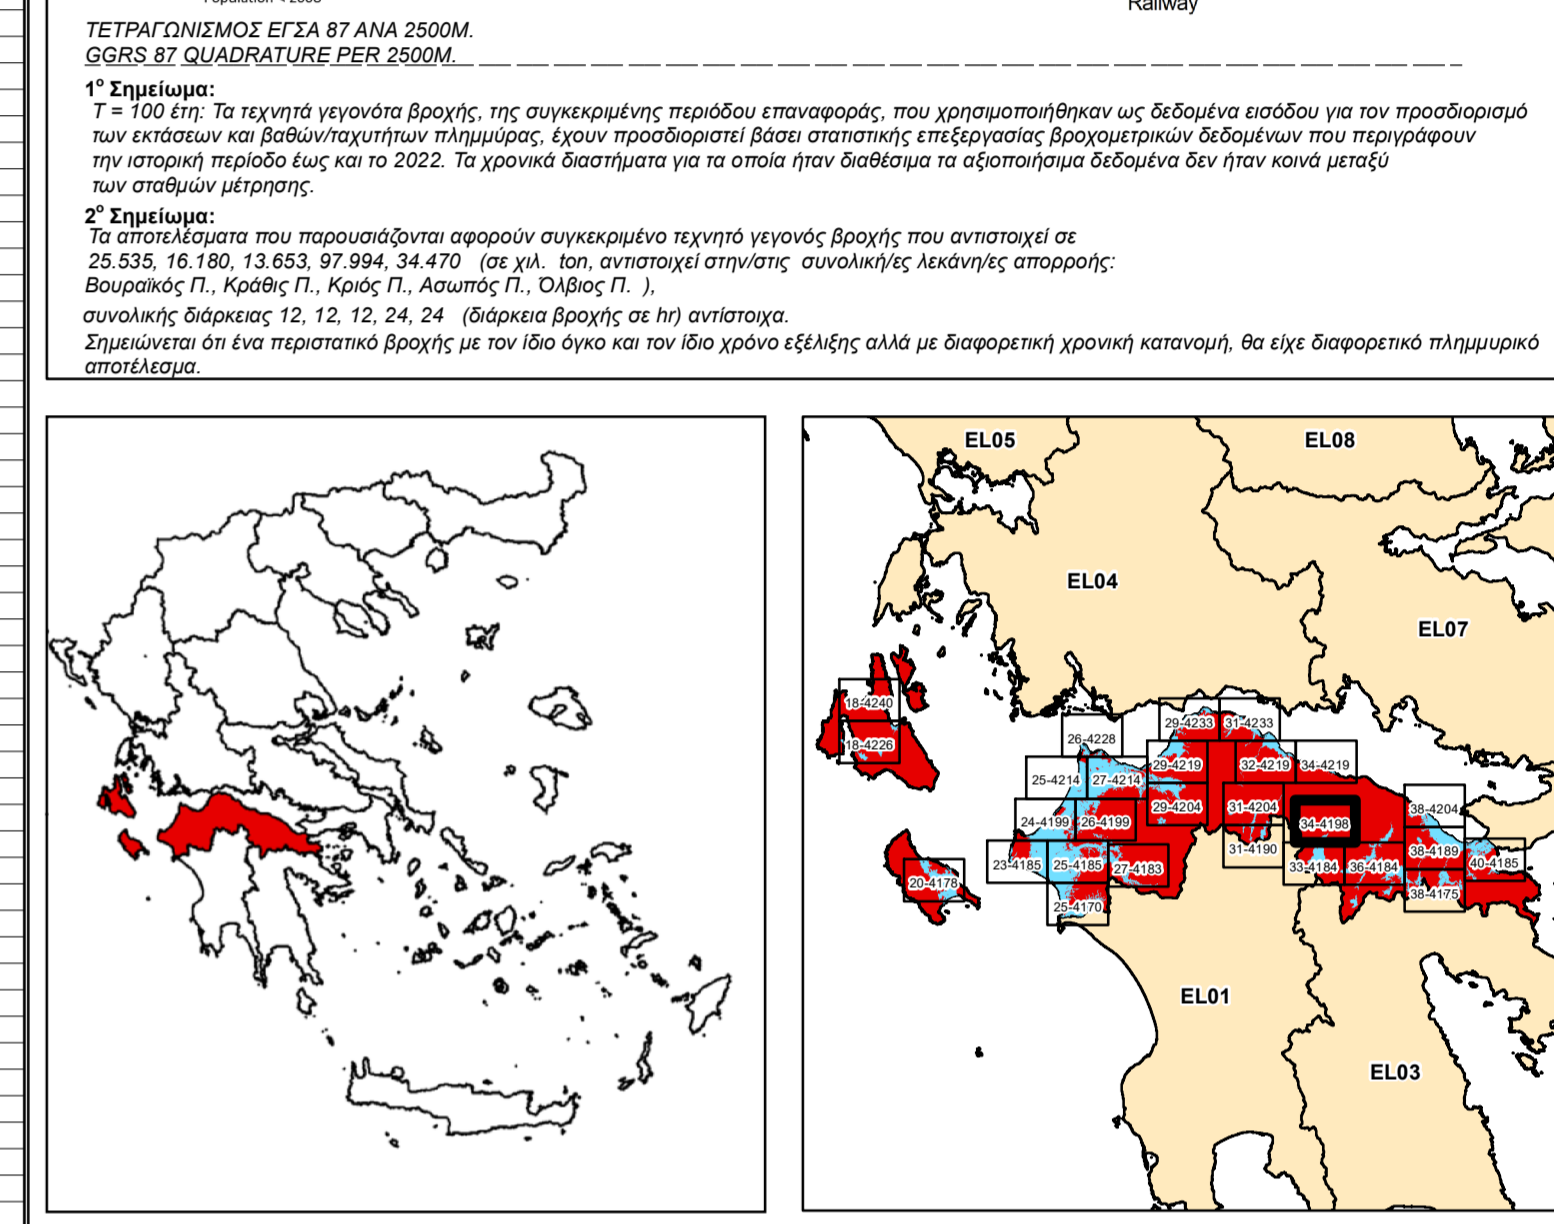 Railway
ΤΕΤΡΑΓΩΝΙΣΜΟΣ ΕΓΣΑ 87 ΑΝΑ 2500Μ.
GGRS 87 QUADRATURE PER 2500M.
1ο Σημείωμα:
T = 100 έτη: Τα τεχνητά γεγονότα βροχής, της συγκεκριμένης περιόδου επαναφοράς, που χρησιμοποιήθηκαν ως δεδομένα εισόδου για τον προσδιορισμό
των εκτάσεων και βαθών/ταχυτήτων πλημμύρας, έχουν προσδιοριστεί βάσει στατιστικής επεξεργασίας βροχομετρικών δεδομένων που περιγράφουν
την ιστορική περίοδο έως και το 2022. Τα χρονικά διαστήματα για τα οποία ήταν διαθέσιμα τα αξιοποιήσιμα δεδομένα δεν ήταν κοινά μεταξύ
των σταθμών μέτρησης.
2ο Σημείωμα:
Τα αποτελέσματα που παρουσιάζονται αφορούν συγκεκριμένο τεχνητό γεγονός βροχής που αντιστοιχεί σε
25.535, 16.180, 13.653, 97.994, 34.470 (σε χιλ. ton, αντιστοιχεί στην/στις συνολική/ες λεκάνη/ες απορροής:
Βουραϊκός Π., Κράθις Π., Κριός Π., Ασωπός Π., Όλβιος Π. ),
συνολικής διάρκειας 12, 12, 12, 24, 24 (διάρκεια βροχής σε hr) αντίστοιχα.
Σημειώνεται ότι ένα περιστατικό βροχής με τον ίδιο όγκο και τον ίδιο χρόνο εξέλιξης αλλά με διαφορετική χρονική κατανομή, θα είχε διαφορετικό πλημμυρικό
αποτέλεσμα.
EL05
EL08
EL04
EL07
18-4240
18-4226
29-4233
31-4233
26-4228
29-4219
32-4219
34-4219
25-4214
27-4214
29-4204
31-4204
38-4204
24-4199
26-4199
34-4198
31-4190
38-4189
23-4185
25-4185
27-4183
33-4184
36-4184
40-4185
20-4178
38-4175
25-4170
EL01
EL03